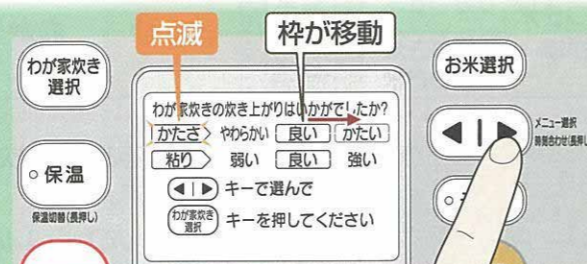 点滅
枠が移動
わが家炊き
選択
お米選択
わが家炊きの炊き上がりはいかがでしたか?
かたさ やわらかい 良い かたい
粘り 弱い 良い 強い
◀|▶ キーで選んで
わが家炊き
選択
キーを押してください
◀|▶
メニュー選択
時刻合わせ(長押し)
保温
保温切替(長押し)